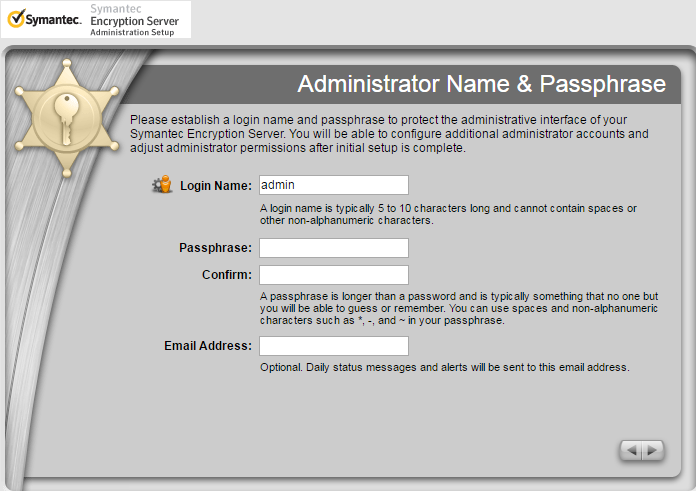 Symantec.
Symantec
Encryption Server
Administration Setup
Administrator Name & Passphrase
Please establish a login name and passphrase to protect the administrative interface of your
Symantec Encryption Server. You will be able to configure additional administrator accounts and
adjust administrator permissions after initial setup is complete.
Login Name: admin
A login name is typically 5 to 10 characters long and cannot contain spaces or
other non-alphanumeric characters.
Passphrase:
Confirm:
A passphrase is longer than a password and is typically something that no one but
you will be able to guess or remember. You can use spaces and non-alphanumeric
characters such as *, -, and ~ in your passphrase.
Email Address:
Optional. Daily status messages and alerts will be sent to this email address.